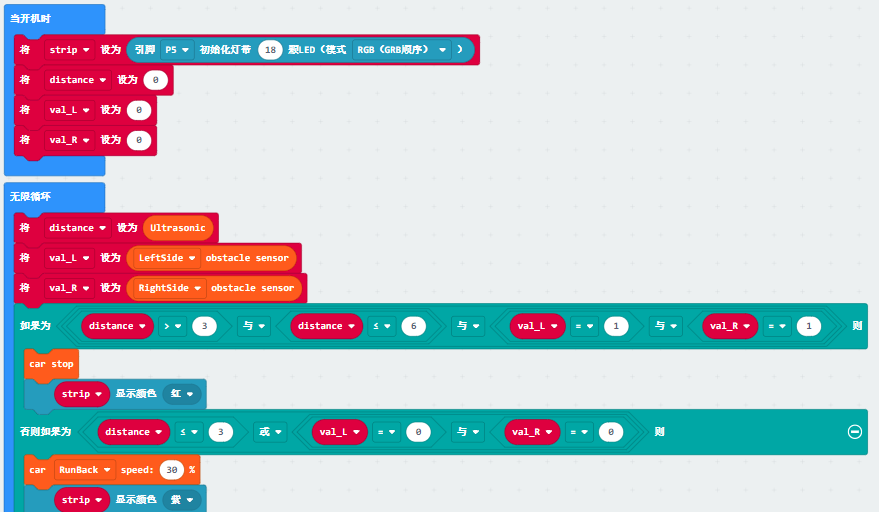 当开机时
将 strip 设为 引脚 P5 初始化灯带 18 颗LED（模式 RGB（GRB顺序） ）
将 distance 设为 0
将 val_L 设为 0
将 val_R 设为 0
无限循环
将 distance 设为 Ultrasonic
将 val_L 设为 LeftSide obstacle sensor
将 val_R 设为 RightSide obstacle sensor
如果为 distance > 3 与 distance ≤ 6 与 val_L = 1 与 val_R = 1 则
car stop
strip 显示颜色 红
否则如果为 distance ≤ 3 或 val_L = 0 与 val_R = 0 则
car RunBack speed: 30 %
strip 显示颜色 紫